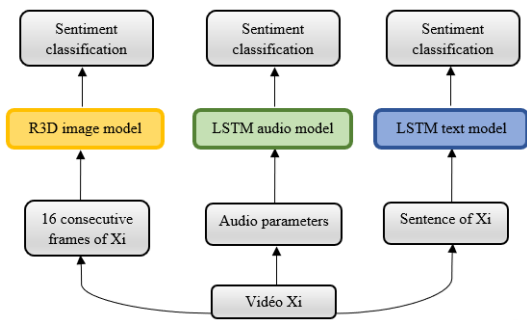 Sentiment
classification
Sentiment
classification
Sentiment
classification
R3D image model
LSTM audio model
LSTM text model
16 consecutive
frames of Xi
Audio parameters
Sentence of Xi
Vidéo Xi